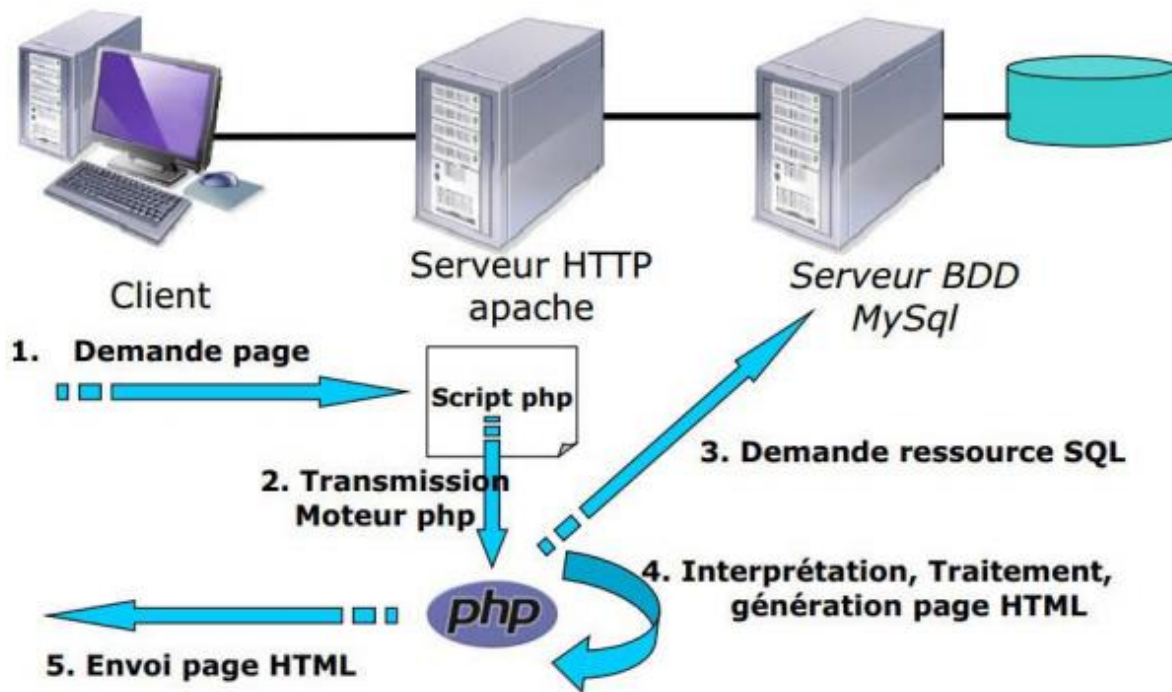 Client
Serveur HTTP
apache
Serveur BDD
MySql
1. Demande page
Script php
2. Transmission
Moteur php
3. Demande ressource SQL
4. Interprétation, Traitement,
génération page HTML
php
5. Envoi page HTML